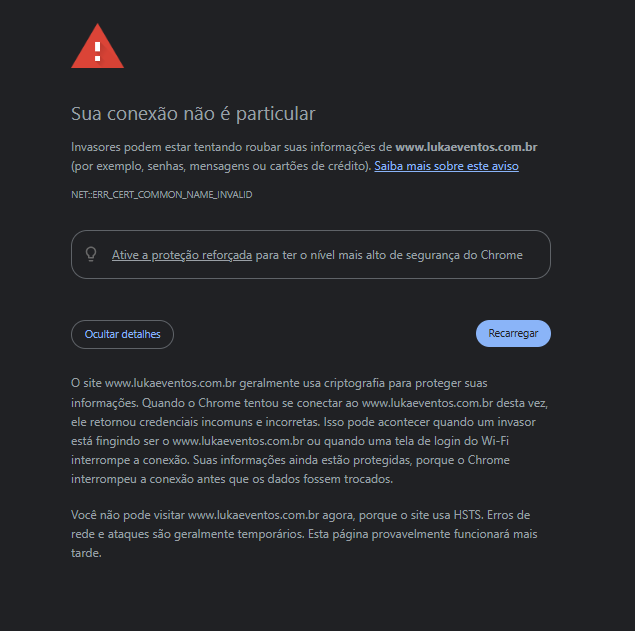 Sua conexão não é particular
Invasores podem estar tentando roubar suas informações de www.lukaeventos.com.br
(por exemplo, senhas, mensagens ou cartões de crédito). Saiba mais sobre este aviso
NET::ERR_CERT_COMMON_NAME_INVALID
Ative a proteção reforçada para ter o nível mais alto de segurança do Chrome
Ocultar detalhes
Recarregar
O site www.lukaeventos.com.br geralmente usa criptografia para proteger suas
informações. Quando o Chrome tentou se conectar ao www.lukaeventos.com.br desta vez,
ele retornou credenciais incomuns e incorretas. Isso pode acontecer quando um invasor
está fingindo ser o www.lukaeventos.com.br ou quando uma tela de login do Wi-Fi
interrompe a conexão. Suas informações ainda estão protegidas, porque o Chrome
interrompeu a conexão antes que os dados fossem trocados.
Você não pode visitar www.lukaeventos.com.br agora, porque o site usa HSTS. Erros de
rede e ataques são geralmente temporários. Esta página provavelmente funcionará mais
tarde.